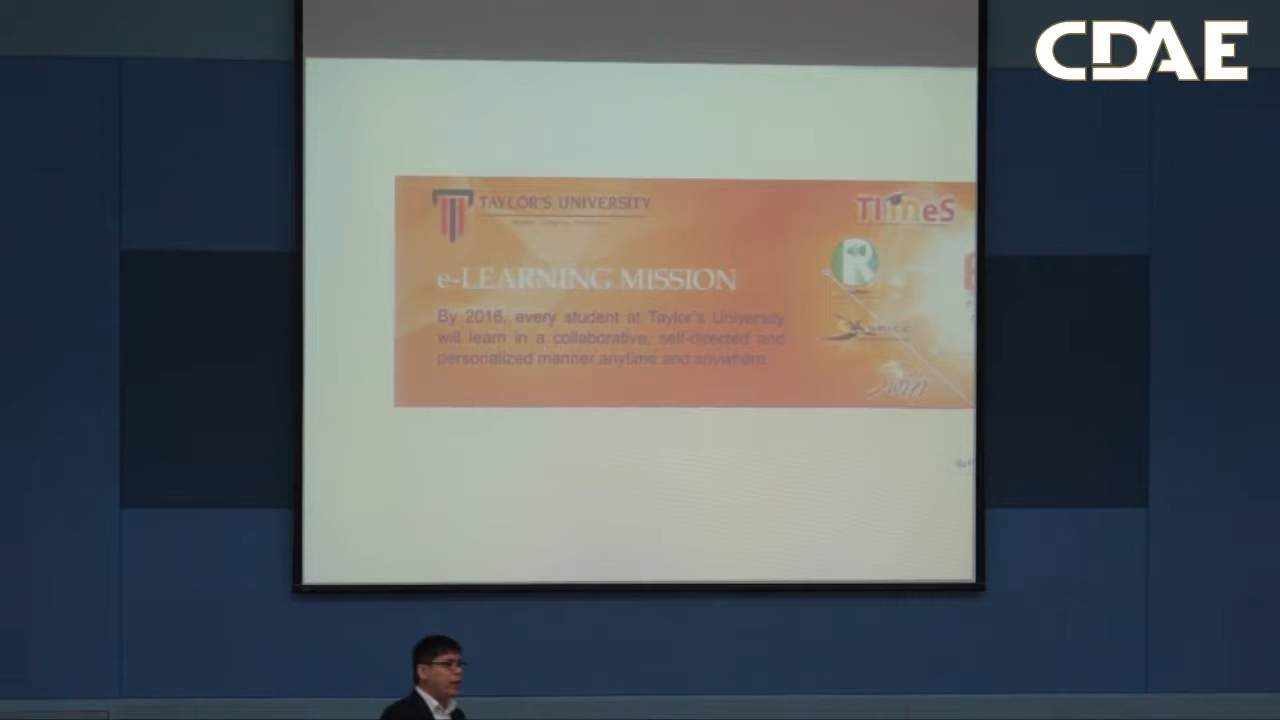 CDAE
TAYLOR'S UNIVERSITY
TIMeS
R
e-LEARNING MISSION
By 2016, every student at Taylor's University
will learn in a collaborative, self-directed and
personalized manner anytime and anywhere.